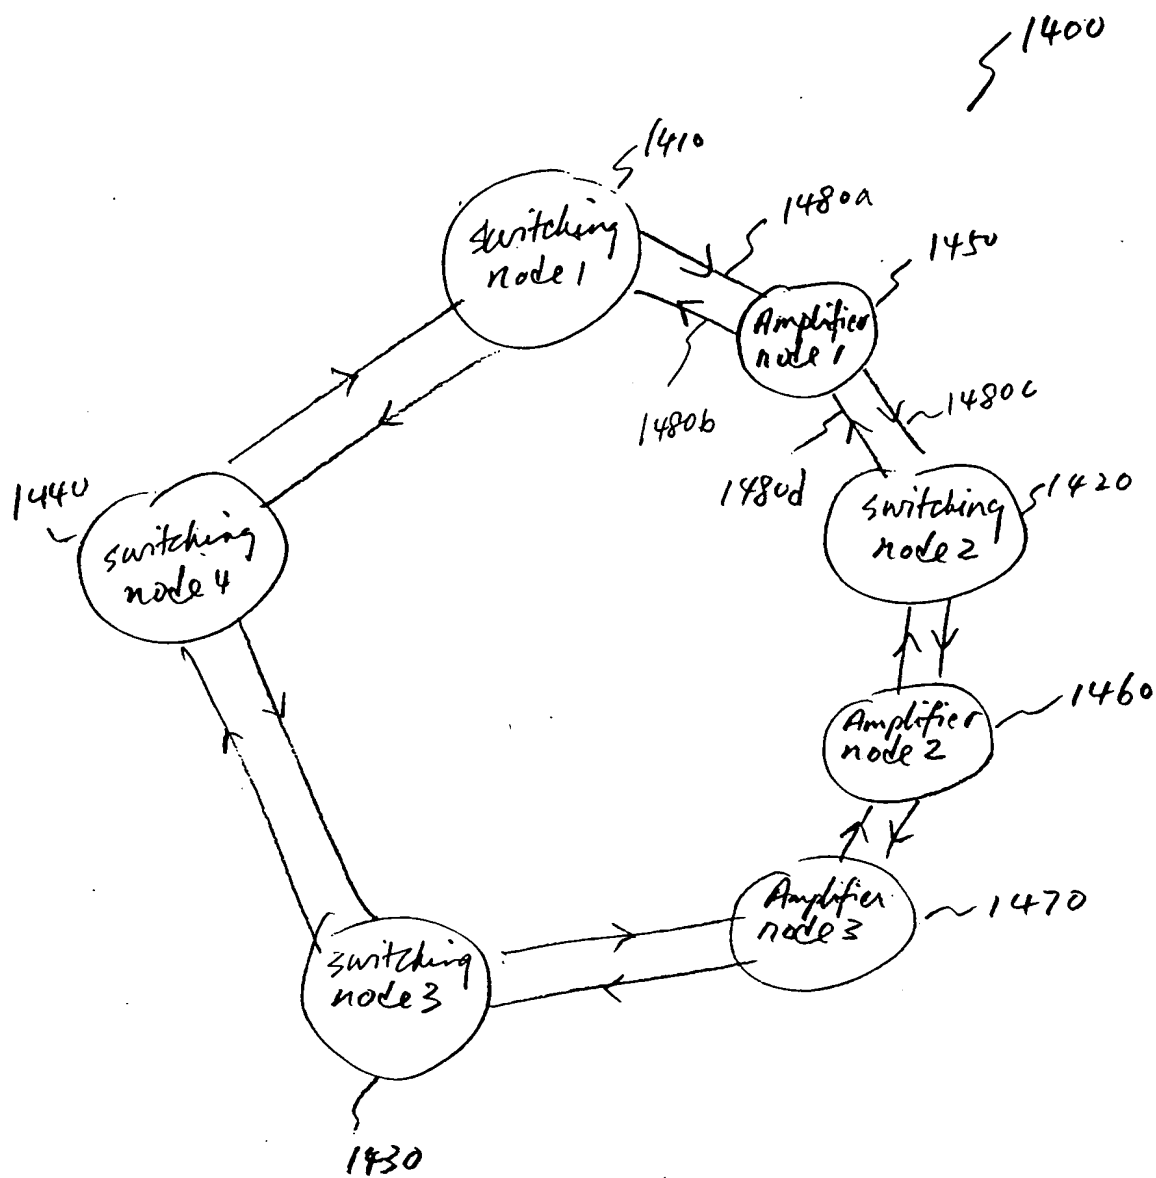 1400
1410
switching
node 1
1480a
1450
Amplifier
node 1
1480b
1480c
1480d
1420
switching
node 2
1440
switching
node 4
1460
Amplifier
node 2
Amplifier
node 3
1470
switching
node 3
1430